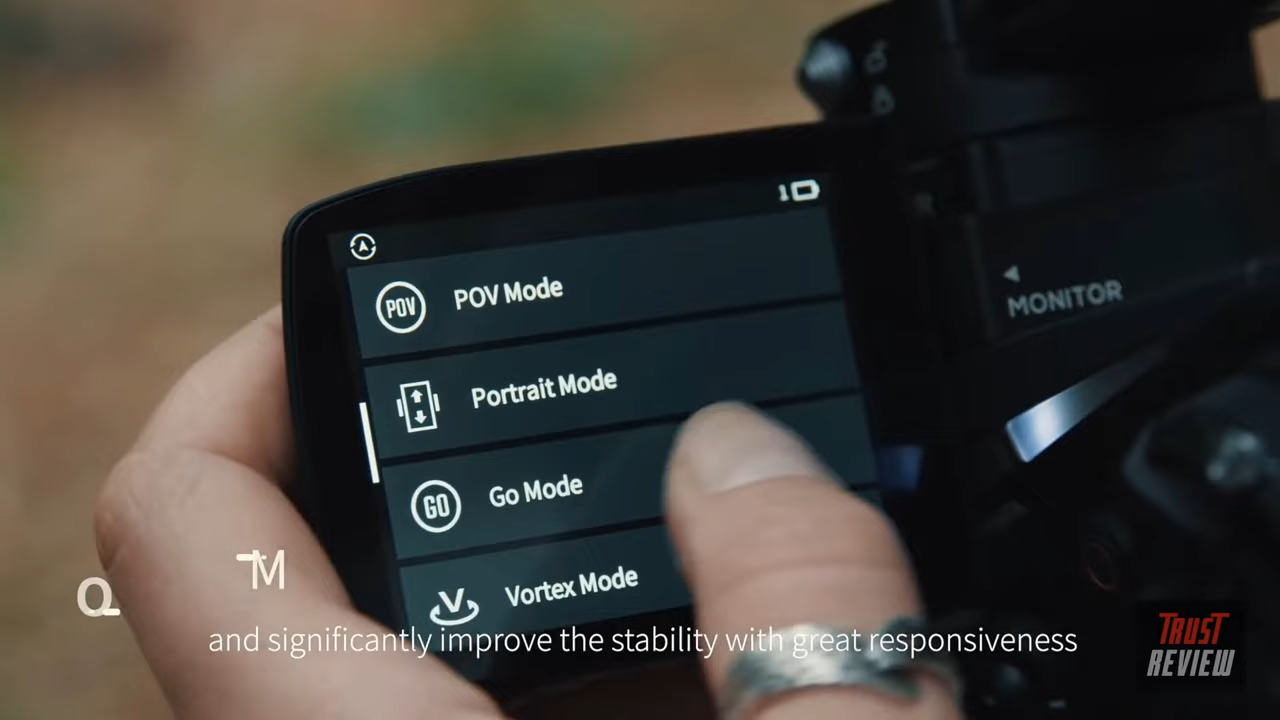 1
POV POV Mode
Portrait Mode
GO Go Mode
V Vortex Mode
MONITOR
Q M
and significantly improve the stability with great responsiveness
TRUST
REVIEW